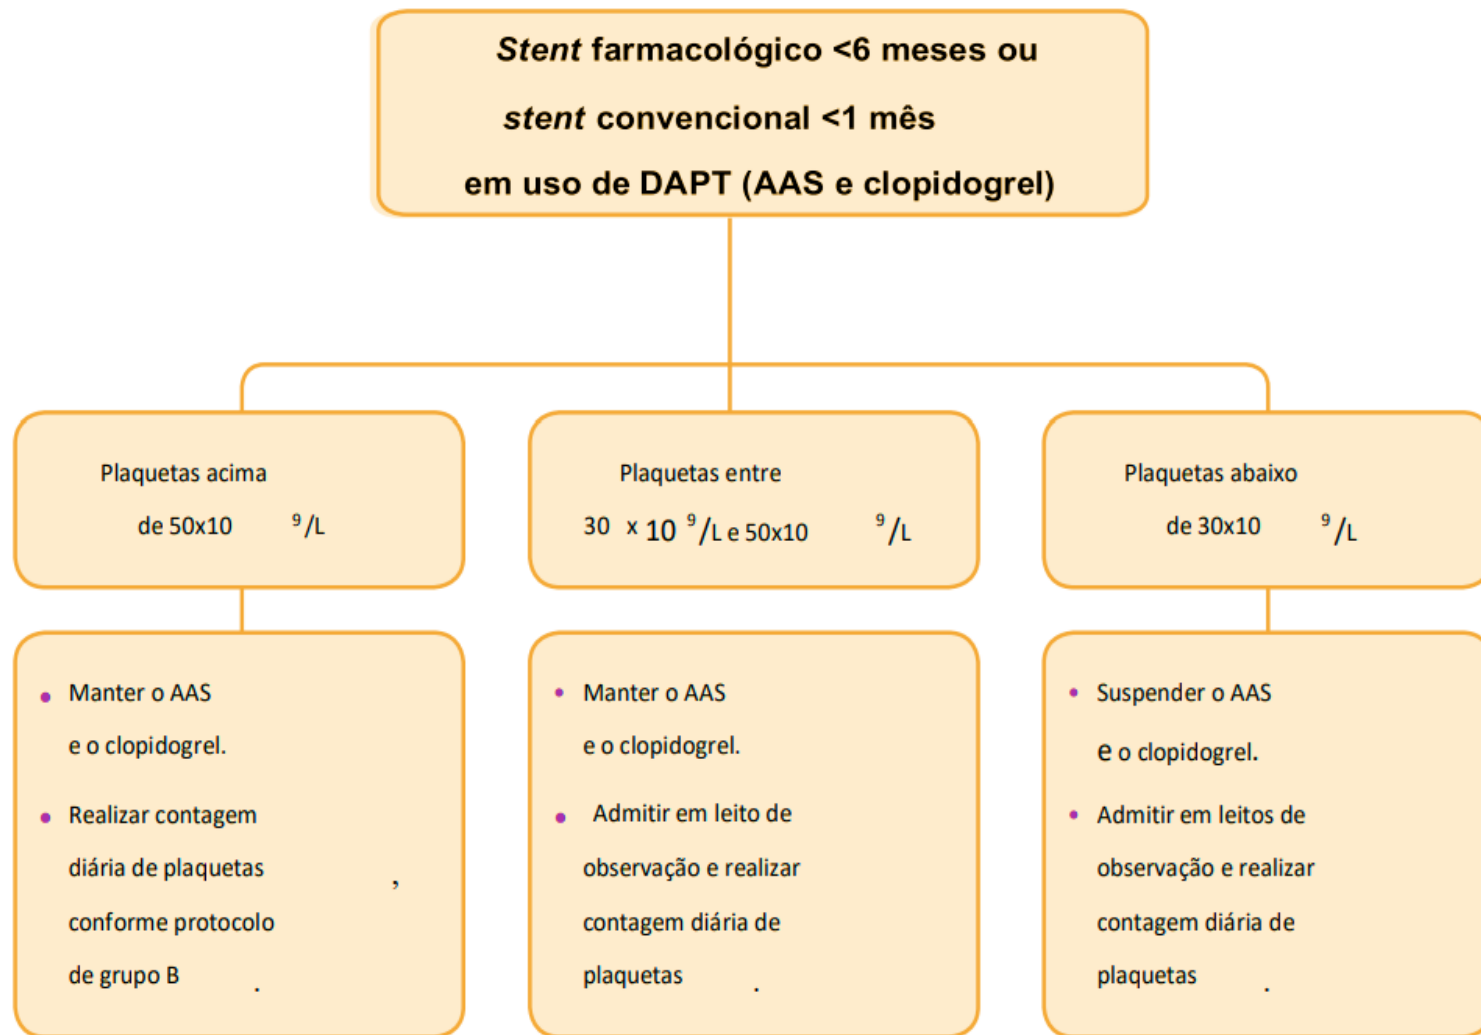 Stent farmacológico <6 meses ou
stent convencional <1 mês
em uso de DAPT (AAS e clopidogrel)
Plaquetas acima
de 50x10 ⁹/L
Plaquetas entre
30 x 10 ⁹/L e 50x10 ⁹/L
Plaquetas abaixo
de 30x10 ⁹/L
• Manter o AAS
e o clopidogrel.
• Realizar contagem
diária de plaquetas ,
conforme protocolo
de grupo B .
• Manter o AAS
e o clopidogrel.
• Admitir em leito de
observação e realizar
contagem diária de
plaquetas .
• Suspender o AAS
e o clopidogrel.
• Admitir em leitos de
observação e realizar
contagem diária de
plaquetas .